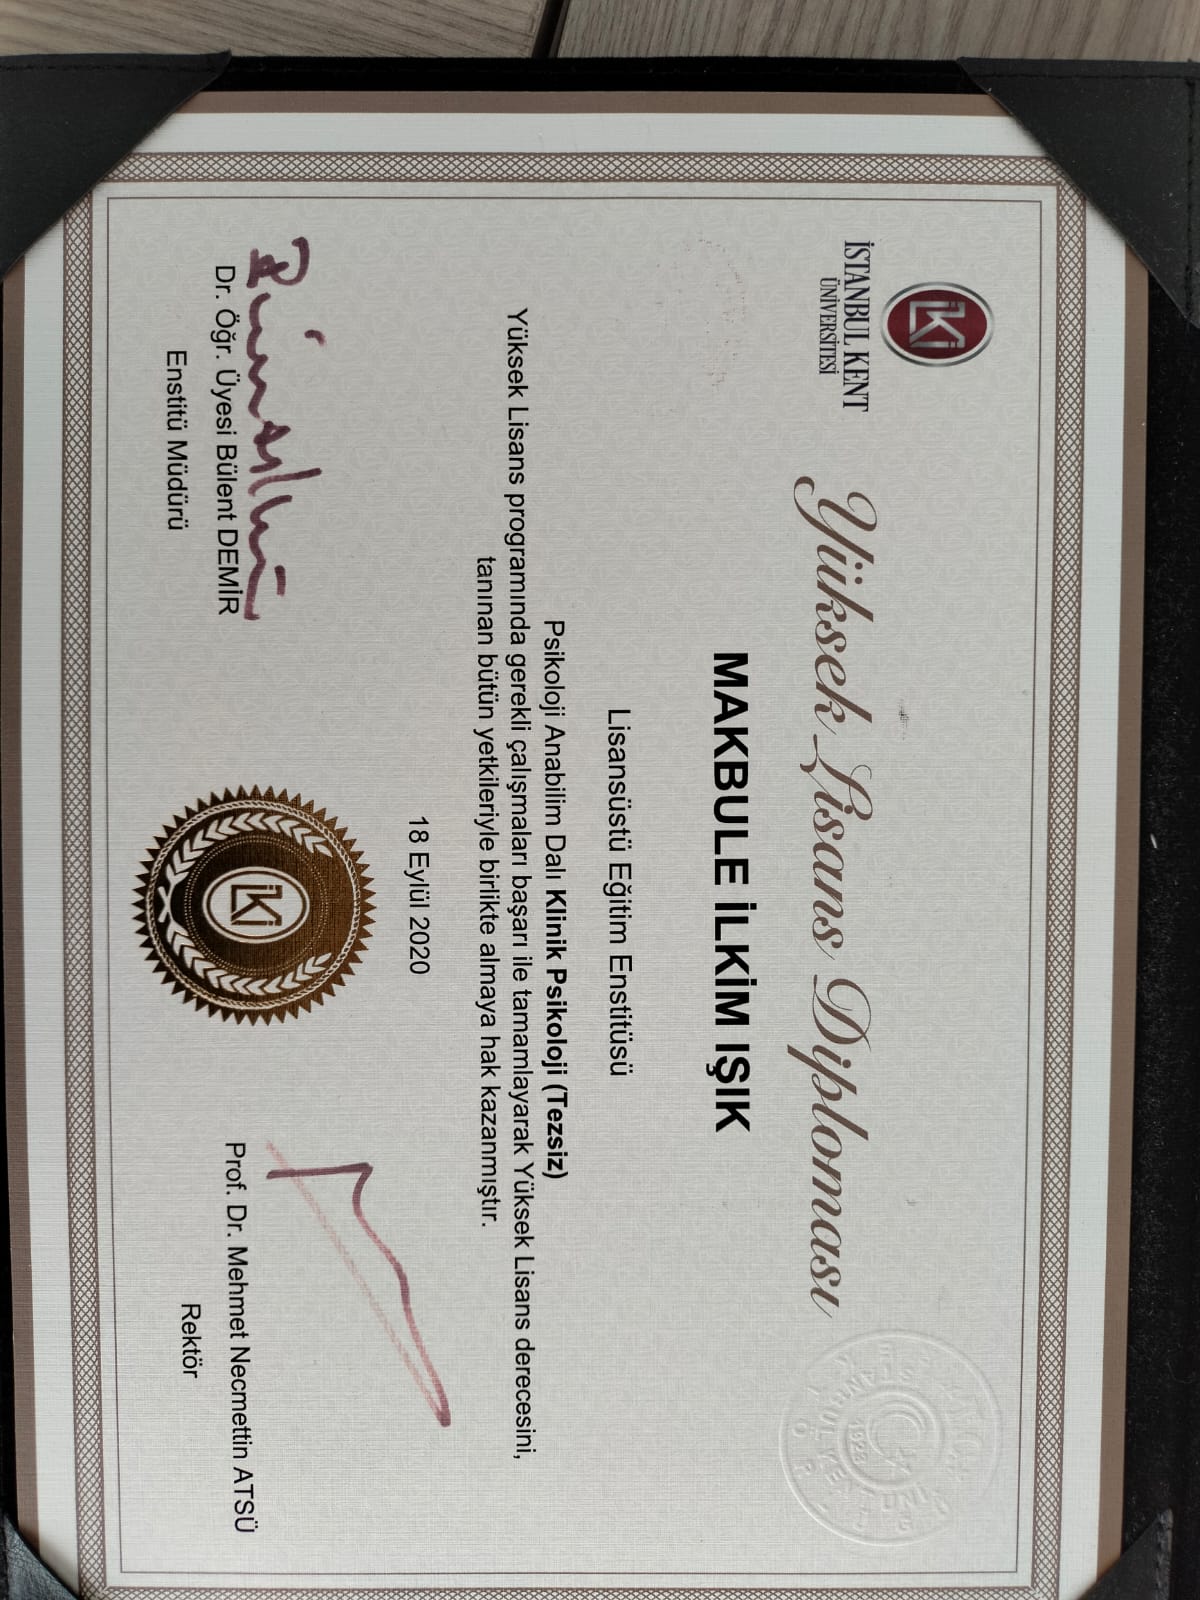 İSTANBUL KENT
ÜNİVERSİTESİ
Yüksek Lisans Diploması
MAKBULE İLKİM IŞIK
Lisansüstü Eğitim Enstitüsü
Psikoloji Anabilim Dalı Klinik Psikoloji (Tezsiz)
Yüksek Lisans programında gerekli çalışmaları başarı ile tamamlayarak Yüksek Lisans derecesini,
tanınan bütün yetkileriyle birlikte almaya hak kazanmıştır.
18 Eylül 2020
Dr. Öğr. Üyesi Bülent DEMİR
Enstitü Müdürü
Prof. Dr. Mehmet Necmettin ATSÜ
Rektör